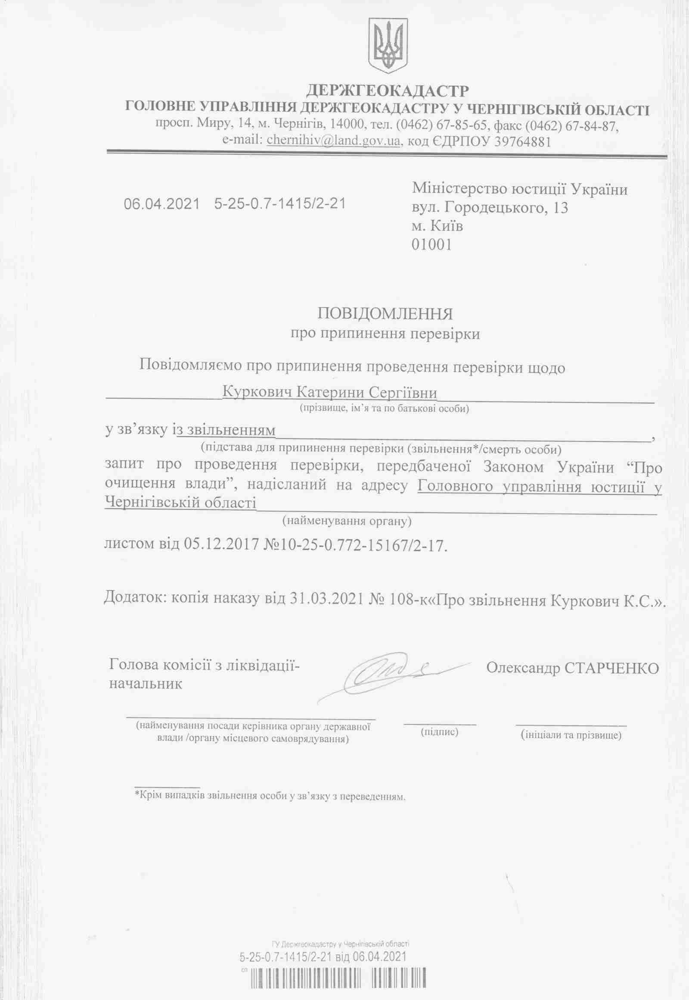 ДЕРЖГЕОКАДАСТР
ГОЛОВНЕ УПРАВЛІННЯ ДЕРЖГЕОКАДАСТРУ У ЧЕРНІГІВСЬКІЙ ОБЛАСТІ
просп. Миру, 14, м. Чернігів, 14000, тел. (0462) 67-85-65, факс (0462) 67-84-87,
e-mail: chernihiv@land.gov.ua, код ЄДРПОУ 39764881
06.04.2021 5-25-0.7-1415/2-21
Міністерство юстиції України
вул. Городецького, 13
м. Київ
01001
ПОВІДОМЛЕННЯ
про припинення перевірки
Повідомляємо про припинення проведення перевірки щодо
Куркович Катерини Сергіївни
(прізвище, ім’я та по батькові особи)
у зв’язку із звільненням,
(підстава для припинення перевірки (звільнення*/смерть особи)
запит про проведення перевірки, передбаченої Законом України “Про
очищення влади”, надісланий на адресу Головного управління юстиції у
Чернігівській області
(найменування органу)
листом від 05.12.2017 №10-25-0.772-15167/2-17.
Додаток: копія наказу від 31.03.2021 № 108-к«Про звільнення Куркович К.С.».
Голова комісії з ліквідації-
начальник
Олександр СТАРЧЕНКО
(найменування посади керівника органу державної
влади /органу місцевого самоврядування)
(підпис)
(ініціали та прізвище)
*Крім випадків звільнення особи у зв’язку з переведенням.
ГУ Держгеокадастру у Чернігівській області
5-25-0.7-1415/2-21 від 06.04.2021
СП